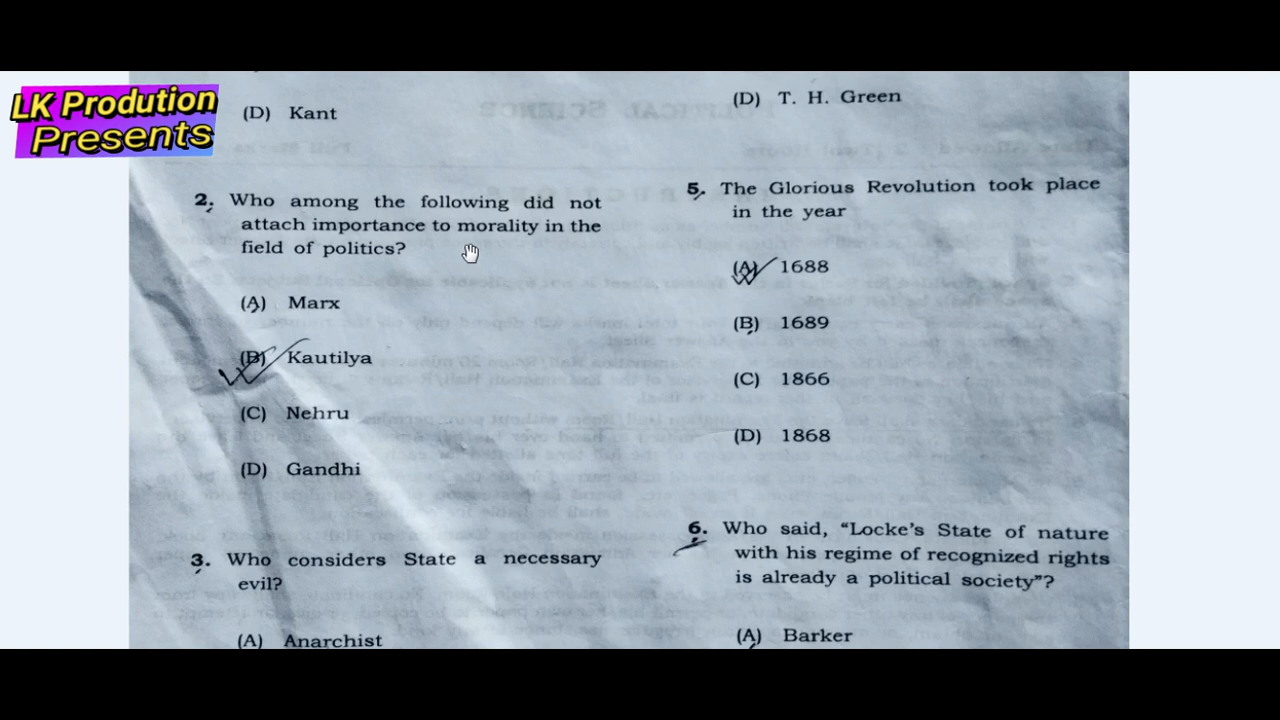 LK Prodution
Presents
(D) Kant
2. Who among the following did not
attach importance to morality in the
field of politics?
(A) Marx
(B) Kautilya
(C) Nehru
(D) Gandhi
3. Who considers State a necessary
evil?
(A) Anarchist
(D) T. H. Green
5. The Glorious Revolution took place
in the year
(A) 1688
(B) 1689
(C) 1866
(D) 1868
6. Who said, “Locke’s State of nature
with his regime of recognized rights
is already a political society”?
(A) Barker